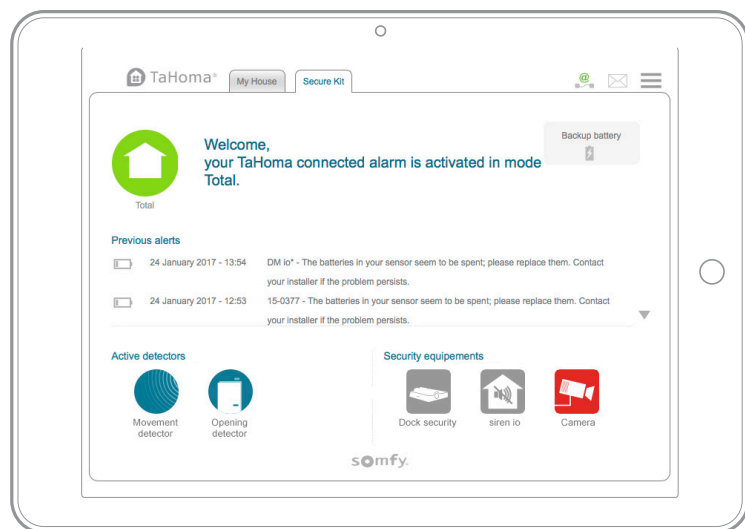 TaHoma®
My House
Secure Kit
@
Backup battery
Welcome,
your TaHoma connected alarm is activated in mode
Total.
Total
Previous alerts
24 January 2017 - 13:54 DM io* - The batteries in your sensor seem to be spent; please replace them. Contact
your installer if the problem persists.
24 January 2017 - 12:53 15-0377 - The batteries in your sensor seem to be spent; please replace them. Contact
your installer if the problem persists.
Active detectors
Security equipements
Movement
detector
Opening
detector
Dock security
siren io
Camera
somfy.